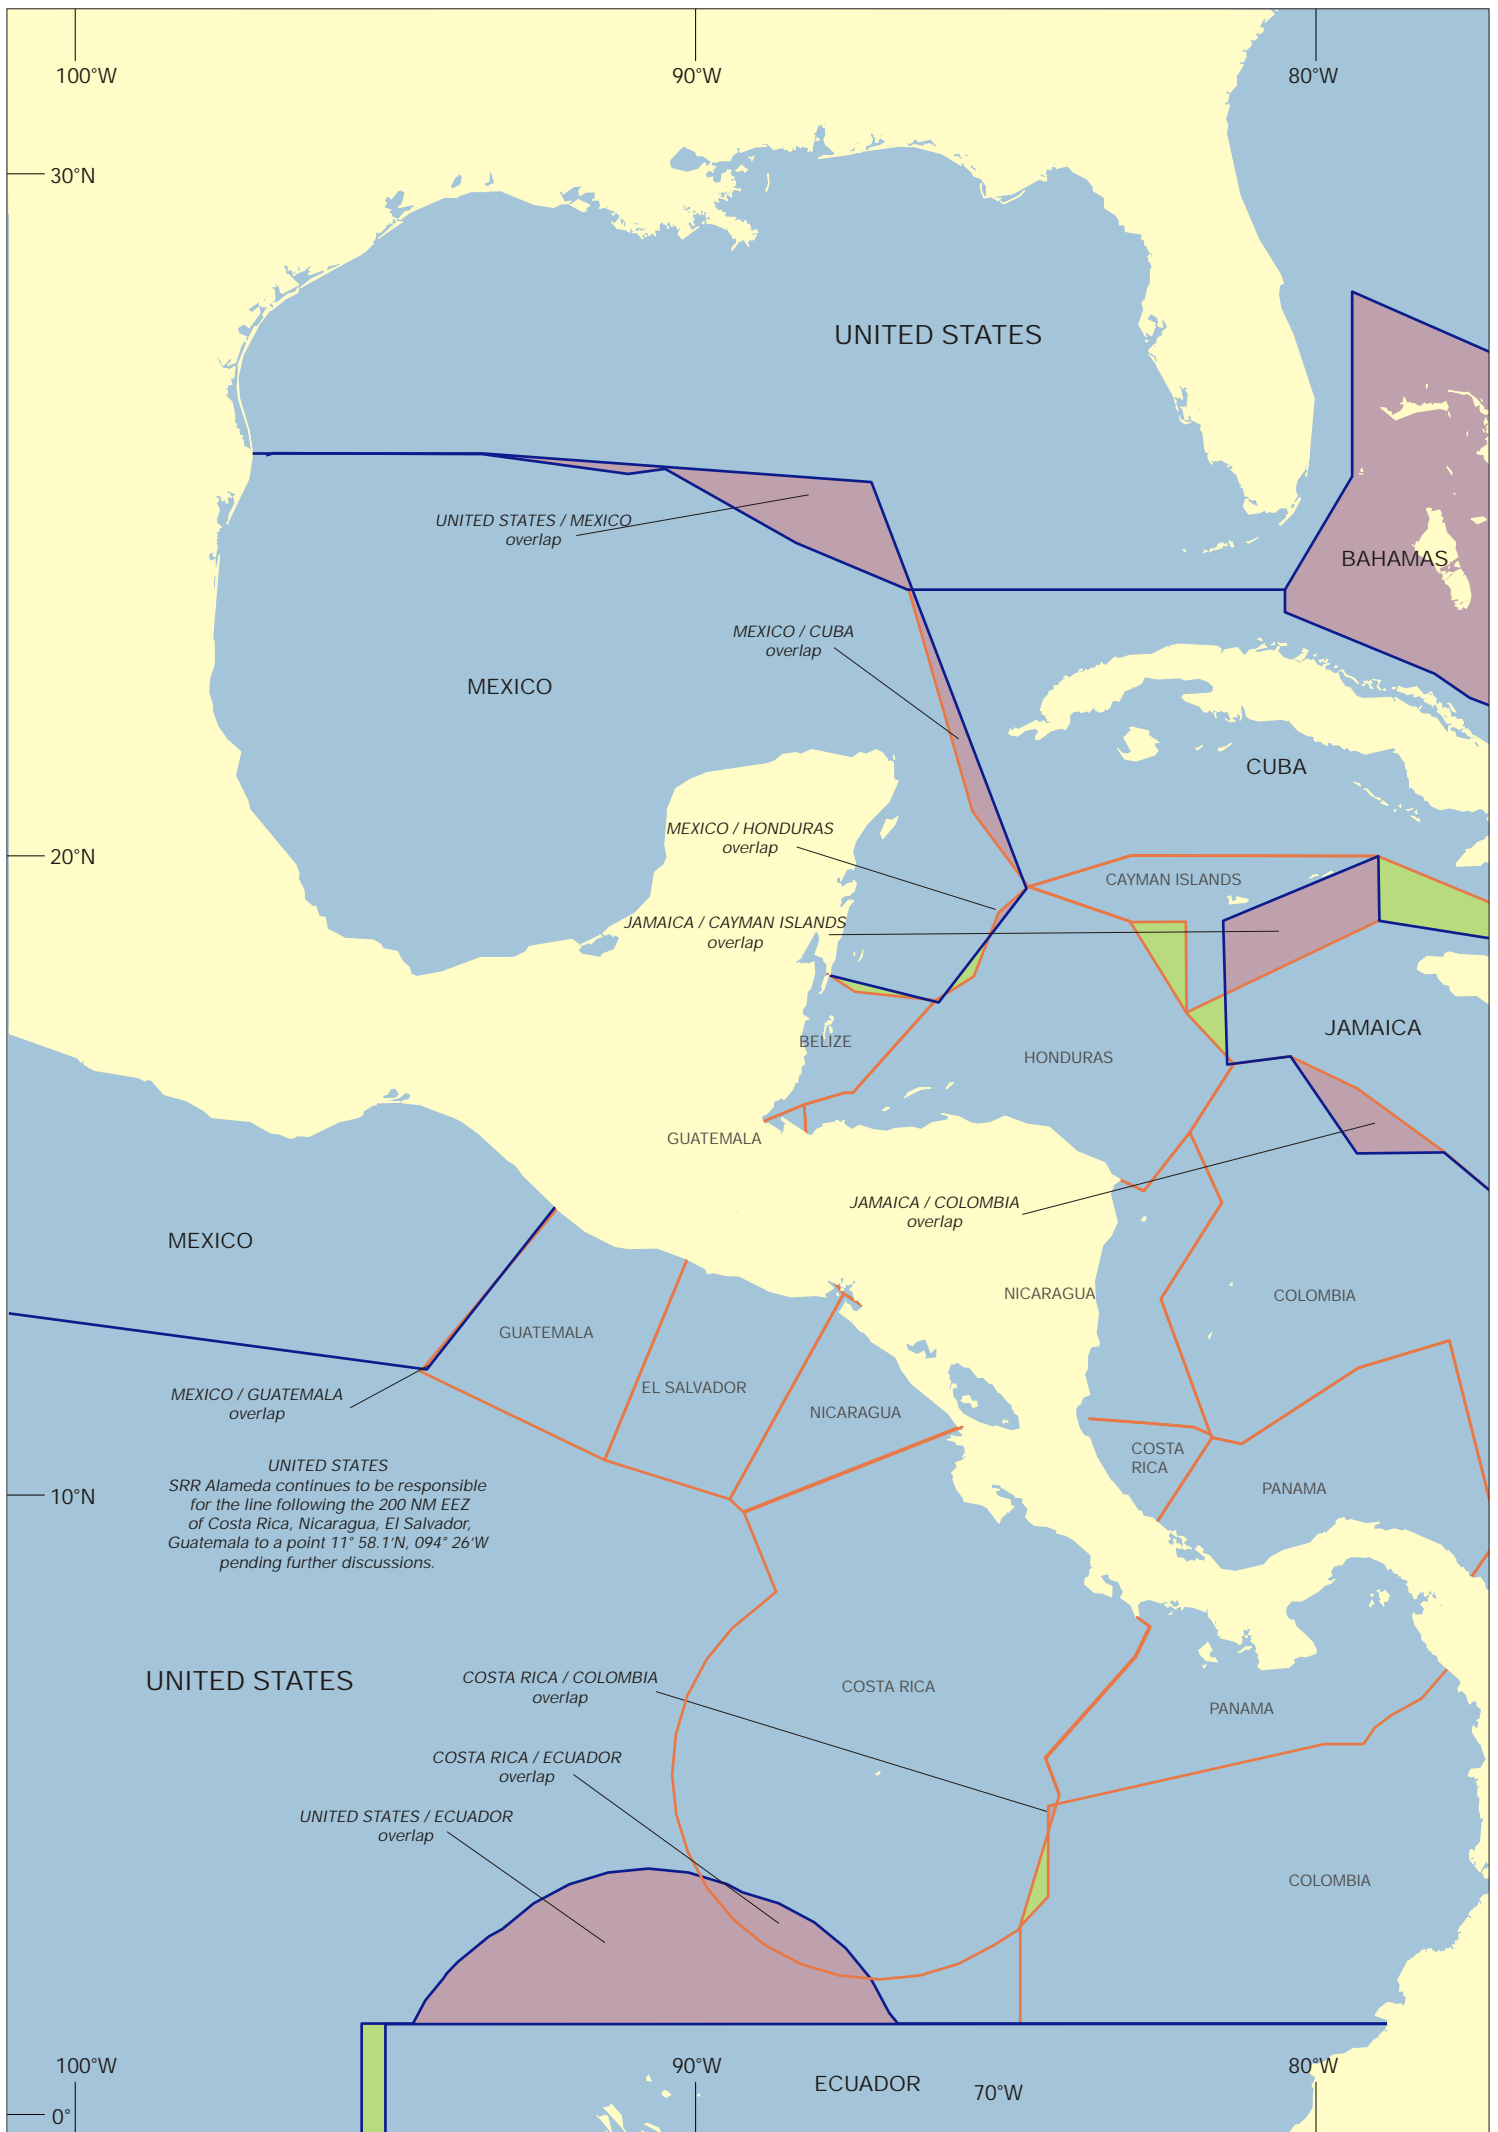 100°W
90°W
80°W
30°N
UNITED STATES
UNITED STATES / MEXICO
overlap
BAHAMAS
MEXICO / CUBA
overlap
MEXICO
CUBA
MEXICO / HONDURAS
overlap
20°N
CAYMAN ISLANDS
JAMAICA / CAYMAN ISLANDS
overlap
JAMAICA
BELIZE
HONDURAS
GUATEMALA
JAMAICA / COLOMBIA
overlap
MEXICO
NICARAGUA
COLOMBIA
GUATEMALA
EL SALVADOR
MEXICO / GUATEMALA
overlap
NICARAGUA
COSTA
RICA
UNITED STATES
SRR Alameda continues to be responsible
for the line following the 200 NM EEZ
of Costa Rica, Nicaragua, El Salvador,
Guatemala to a point 11° 58.1'N, 094° 26'W
pending further discussions.
PANAMA
10°N
UNITED STATES
COSTA RICA / COLOMBIA
overlap
COSTA RICA
PANAMA
COSTA RICA / ECUADOR
overlap
UNITED STATES / ECUADOR
overlap
COLOMBIA
100°W
90°W
80°W
ECUADOR
70°W
0°